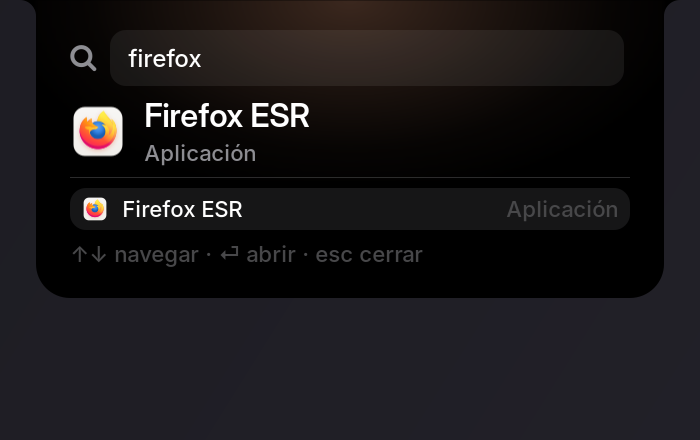 firefox
Firefox ESR
Aplicación
Firefox ESR Aplicación
↑↓ navegar · ↵ abrir · esc cerrar